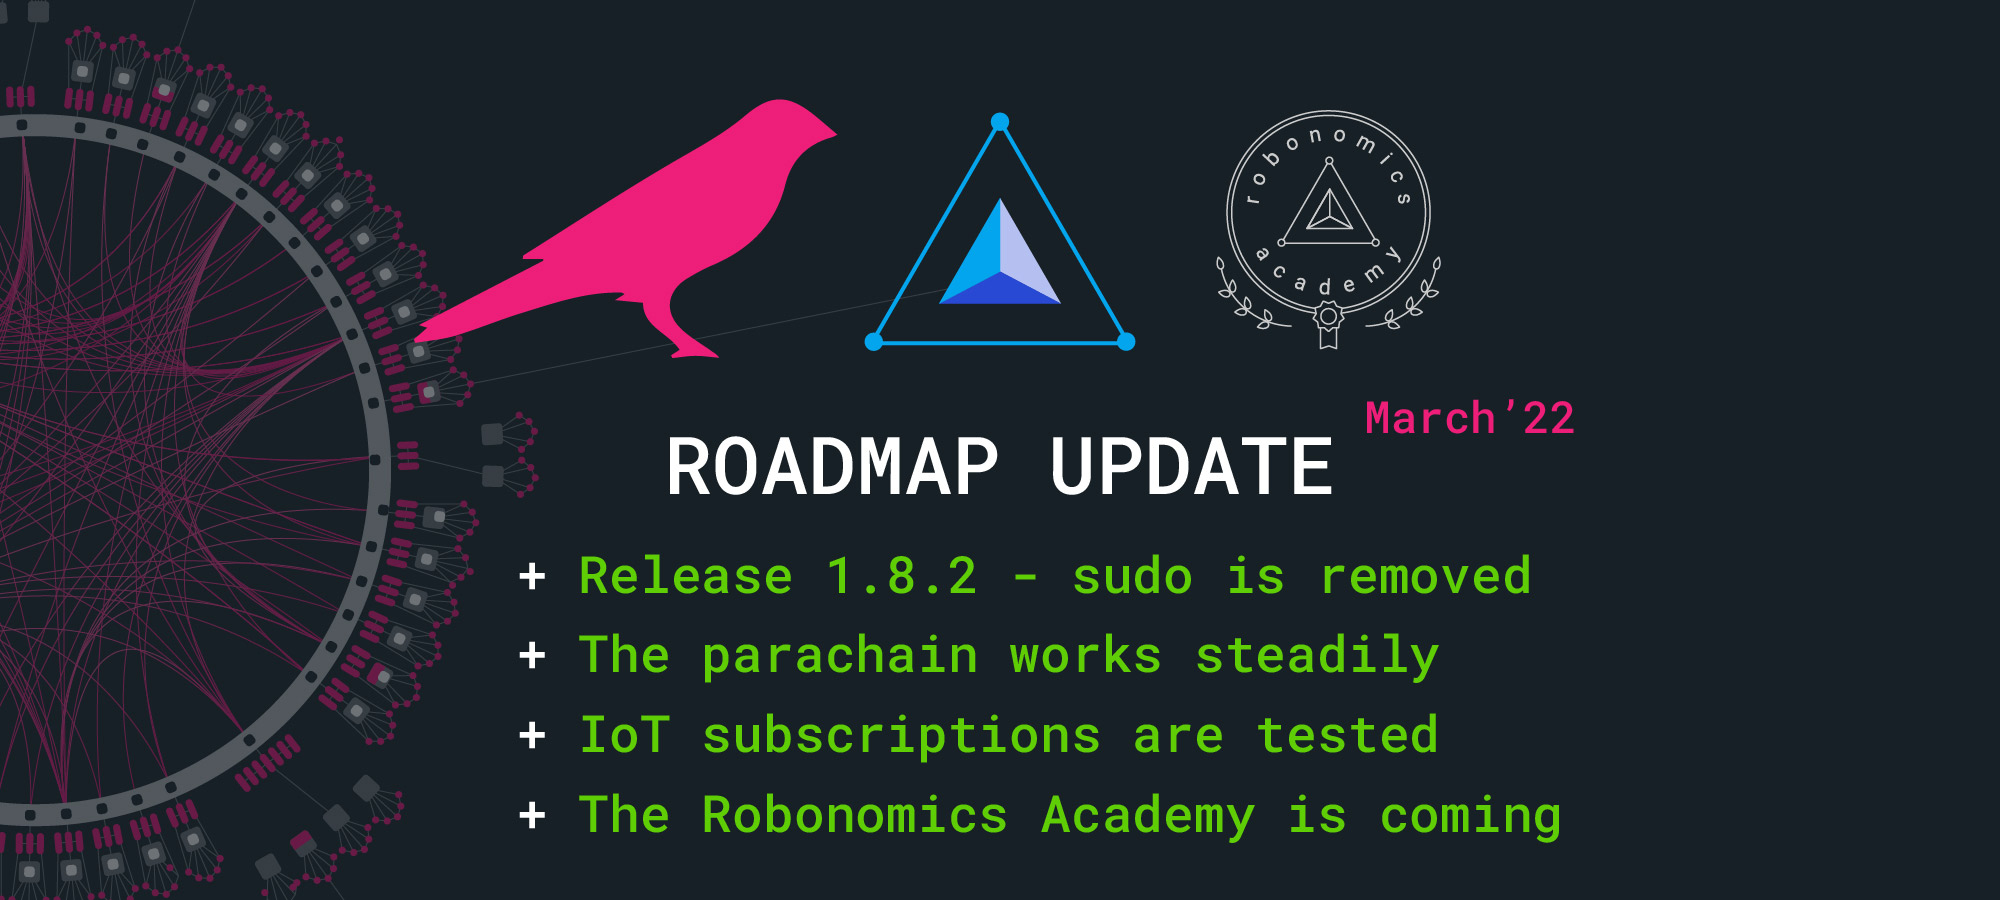 robonomics
academy
March’22
ROADMAP UPDATE
+ Release 1.8.2 - sudo is removed
+ The parachain works steadily
+ IoT subscriptions are tested
+ The Robonomics Academy is coming